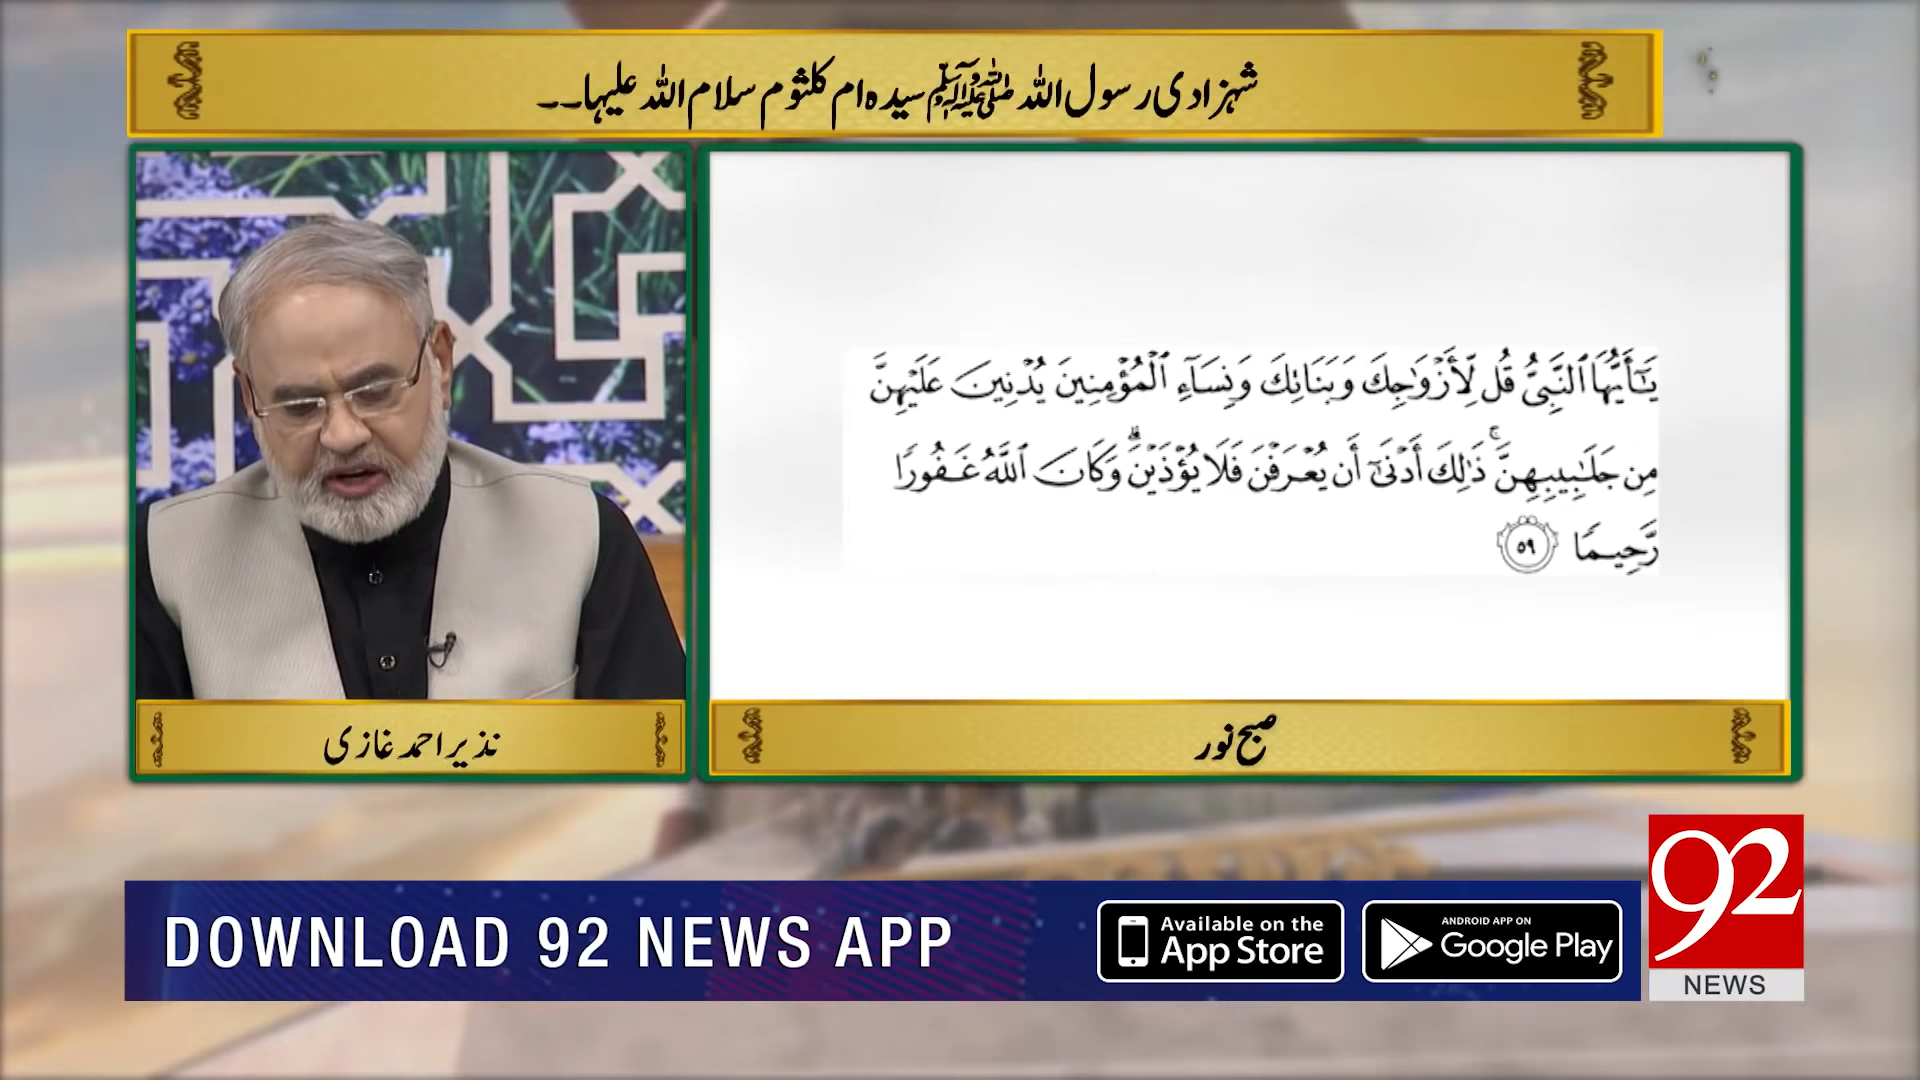 شہزادی رسول اللہ ﷺ سیدہ ام کلثوم سلام اللہ علیہا۔۔
يَـٰٓأَيُّهَا ٱلنَّبِىُّ قُل لِّأَزْوَٰجِكَ وَبَنَاتِكَ وَنِسَآءِ ٱلْمُؤْمِنِينَ يُدْنِينَ عَلَيْهِنَّ
مِن جَلَـٰبِيبِهِنَّ ۚ ذَٰلِكَ أَدْنَىٰٓ أَن يُعْرَفْنَ فَلَا يُؤْذَيْنَ ۗ وَكَانَ ٱللَّهُ غَفُورًا
رَّحِيمًا ٥٩
نذیر احمد غازی
صبح نور
DOWNLOAD 92 NEWS APP
Available on the
App Store
ANDROID APP ON
Google Play
92
NEWS